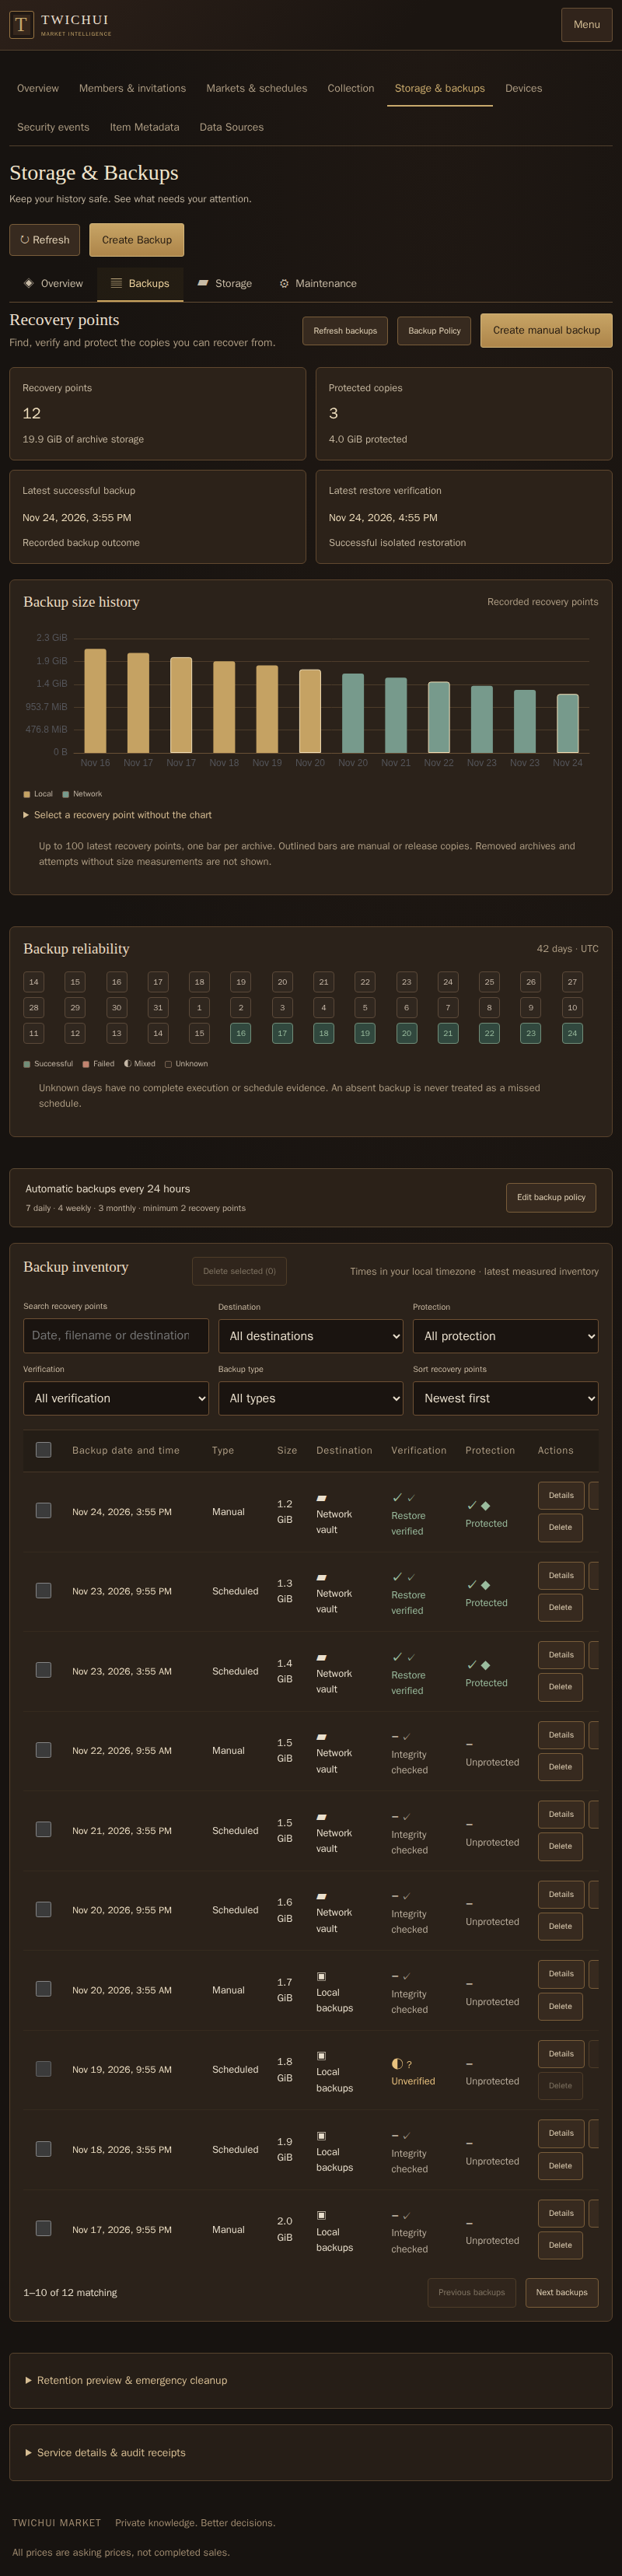 T TWICHUI
MARKET INTELLIGENCE
Menu
Overview Members & invitations Markets & schedules Collection Storage & backups Devices
Security events Item Metadata Data Sources
Storage & Backups
Keep your history safe. See what needs your attention.
Refresh Create Backup
Overview Backups Storage Maintenance
Recovery points
Find, verify and protect the copies you can recover from.
Refresh backups Backup Policy Create manual backup
Recovery points
12
19.9 GiB of archive storage
Protected copies
3
4.0 GiB protected
Latest successful backup
Nov 24, 2026, 3:55 PM
Recorded backup outcome
Latest restore verification
Nov 24, 2026, 4:55 PM
Successful isolated restoration
Backup size history Recorded recovery points
2.3 GiB
1.9 GiB
1.4 GiB
953.7 MiB
476.8 MiB
0 B
Nov 16 Nov 17 Nov 17 Nov 18 Nov 19 Nov 20 Nov 20 Nov 21 Nov 22 Nov 23 Nov 23 Nov 24
Local Network
▶ Select a recovery point without the chart
Up to 100 latest recovery points, one bar per archive. Outlined bars are manual or release copies. Removed archives and
attempts without size measurements are not shown.
Backup reliability 42 days · UTC
14 15 16 17 18 19 20 21 22 23 24 25 26 27
28 29 30 31 1 2 3 4 5 6 7 8 9 10
11 12 13 14 15 16 17 18 19 20 21 22 23 24
Successful Failed Mixed Unknown
Unknown days have no complete execution or schedule evidence. An absent backup is never treated as a missed
schedule.
Automatic backups every 24 hours
7 daily · 4 weekly · 3 monthly · minimum 2 recovery points
Edit backup policy
Backup inventory Delete selected (0) Times in your local timezone · latest measured inventory
Search recovery points Destination Protection
Date, filename or destination All destinations All protection
Verification Backup type Sort recovery points
All verification All types Newest first
Backup date and time Type Size Destination Verification Protection Actions
Nov 24, 2026, 3:55 PM Manual 1.2 GiB Network vault ✓ ✓ Restore verified ✓ ◆ Protected Details Delete
Nov 23, 2026, 9:55 PM Scheduled 1.3 GiB Network vault ✓ ✓ Restore verified ✓ ◆ Protected Details Delete
Nov 23, 2026, 3:55 AM Scheduled 1.4 GiB Network vault ✓ ✓ Restore verified ✓ ◆ Protected Details Delete
Nov 22, 2026, 9:55 AM Manual 1.5 GiB Network vault – ✓ Integrity checked – Unprotected Details Delete
Nov 21, 2026, 3:55 PM Scheduled 1.5 GiB Network vault – ✓ Integrity checked – Unprotected Details Delete
Nov 20, 2026, 9:55 PM Scheduled 1.6 GiB Network vault – ✓ Integrity checked – Unprotected Details Delete
Nov 20, 2026, 3:55 AM Manual 1.7 GiB Local backups – ✓ Integrity checked – Unprotected Details Delete
Nov 19, 2026, 9:55 AM Scheduled 1.8 GiB Local backups ◐ ? Unverified – Unprotected Details Delete
Nov 18, 2026, 3:55 PM Scheduled 1.9 GiB Local backups – ✓ Integrity checked – Unprotected Details Delete
Nov 17, 2026, 9:55 PM Manual 2.0 GiB Local backups – ✓ Integrity checked – Unprotected Details Delete
1–10 of 12 matching Previous backups Next backups
▶ Retention preview & emergency cleanup
▶ Service details & audit receipts
TWICHUI MARKET Private knowledge. Better decisions.
All prices are asking prices, not completed sales.